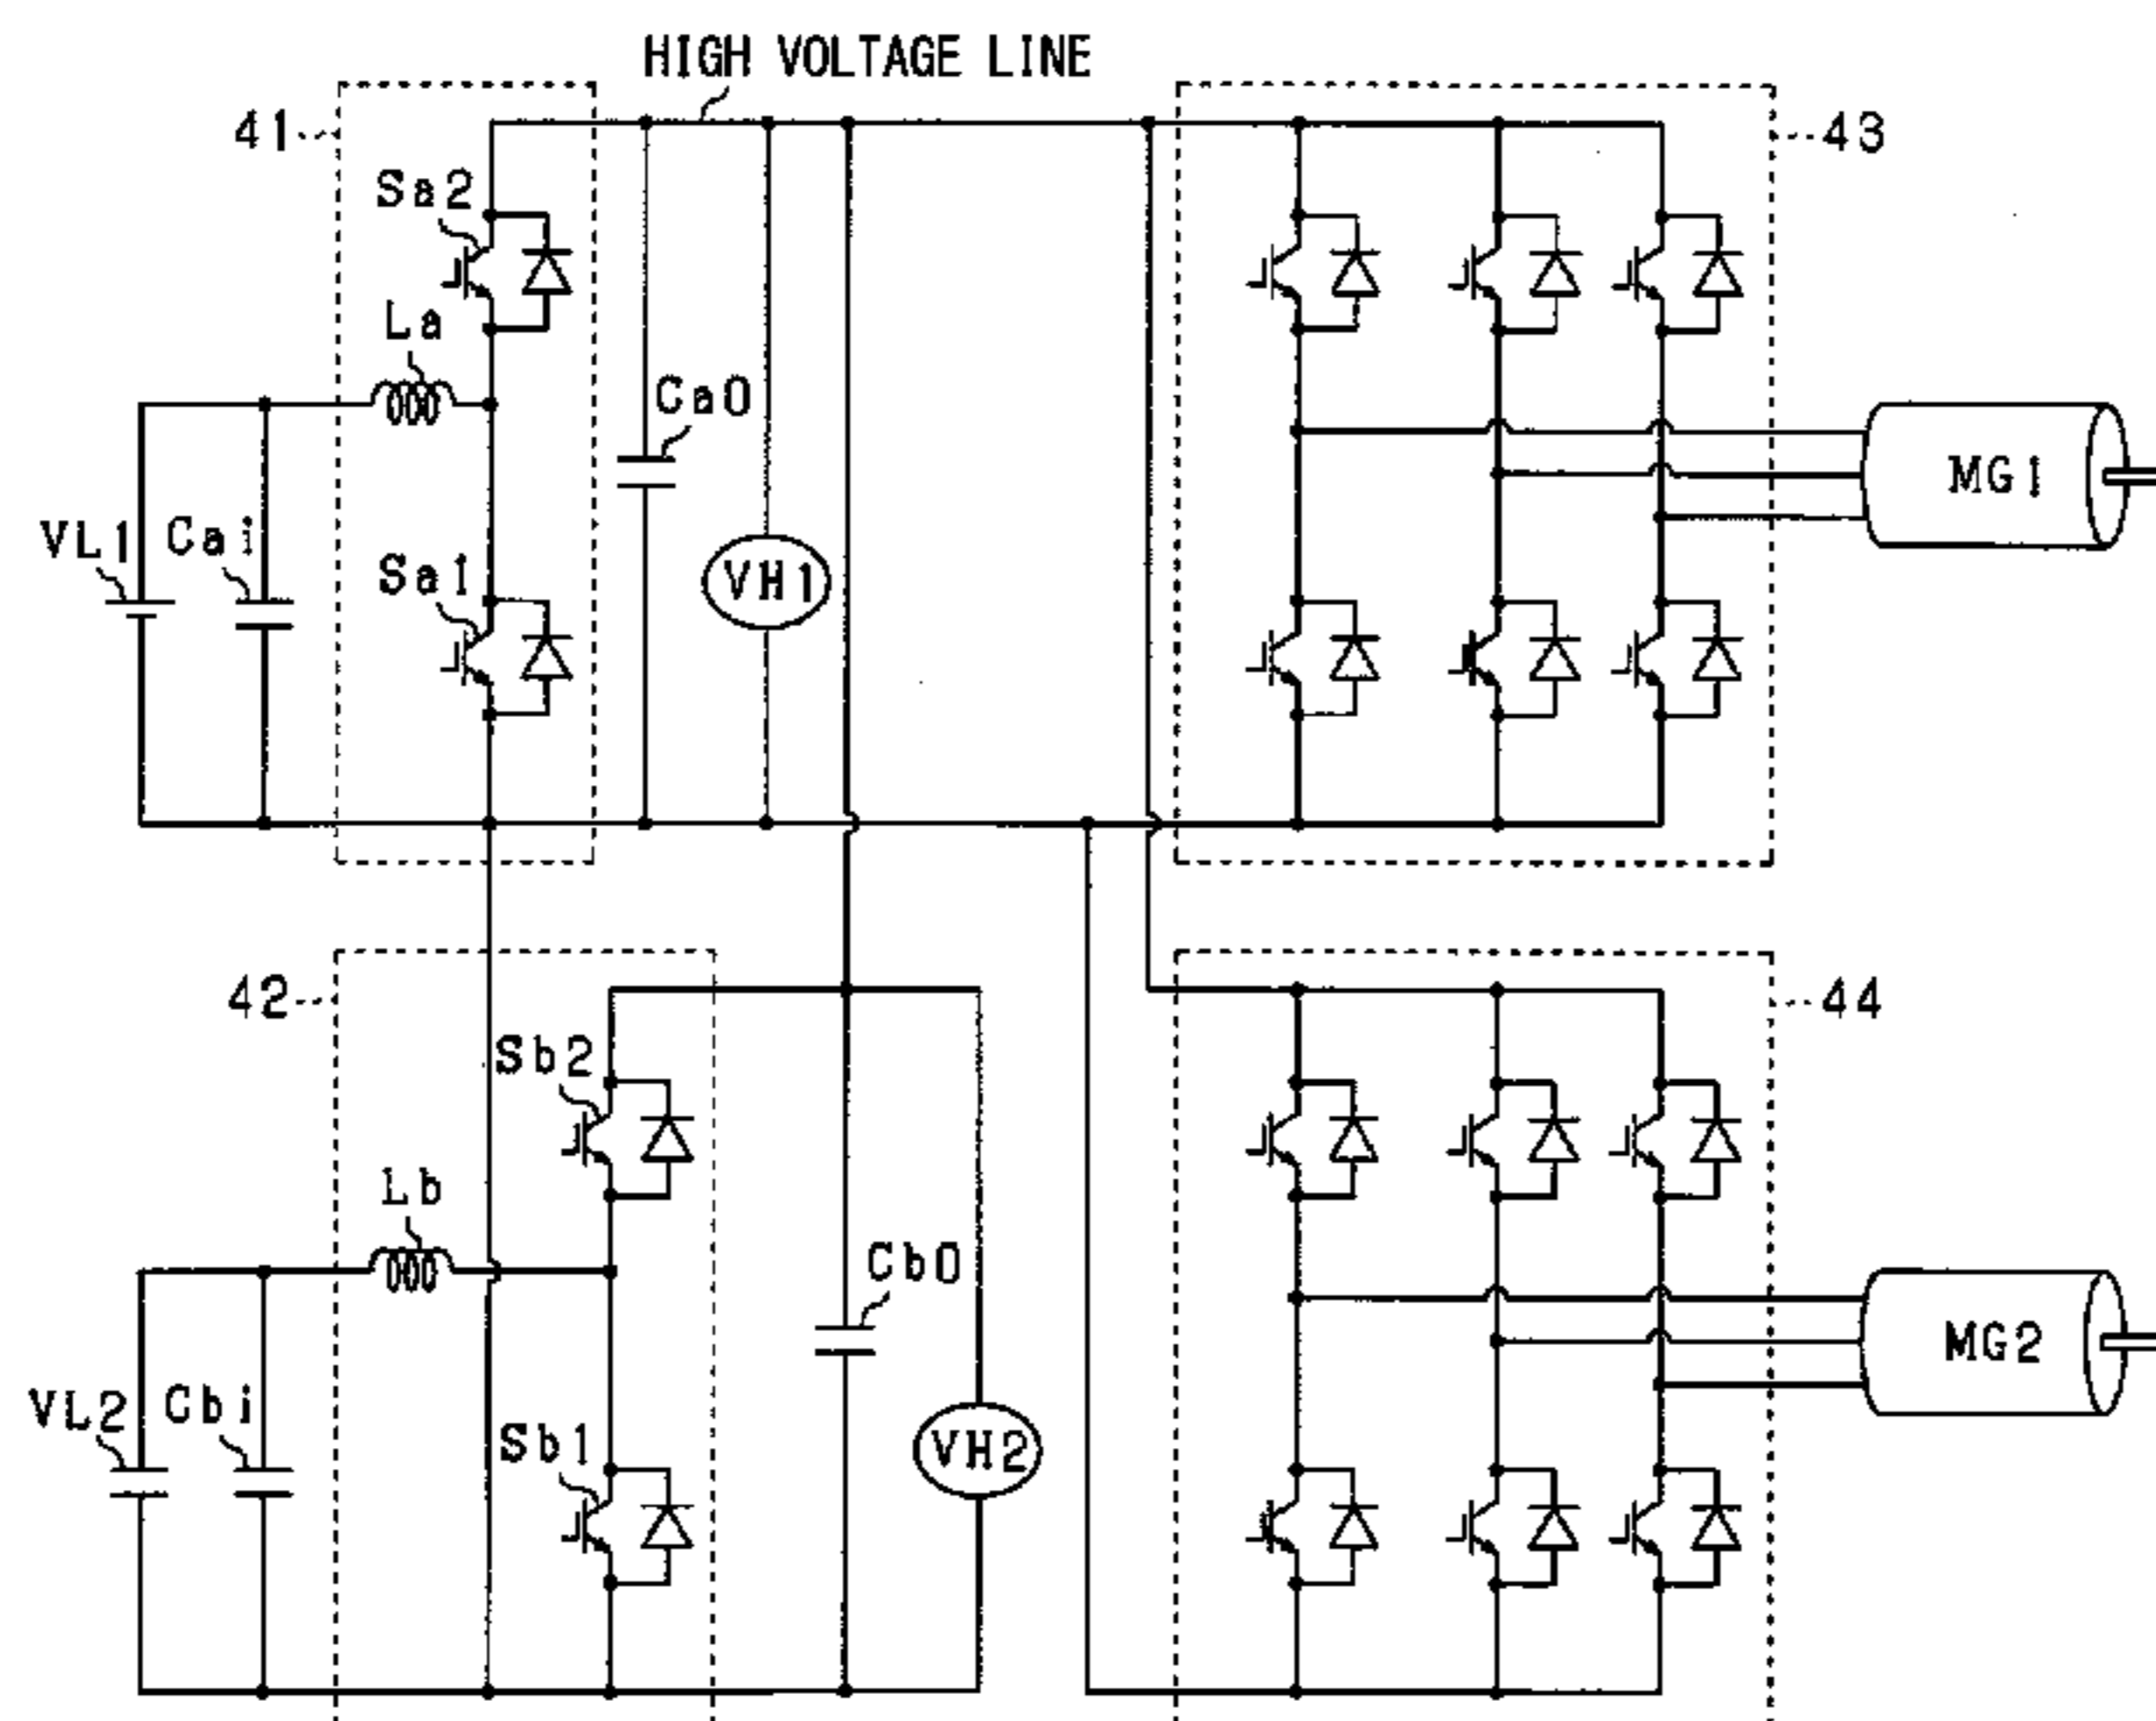 HIGH VOLTAGE LINE
41
43
Sa2
La
Ca0
MG1
VL1
Cai
Sa1
VH1
42
44
Sb2
Lb
Cb0
MG2
VL2
Cbi
Sb1
VH2